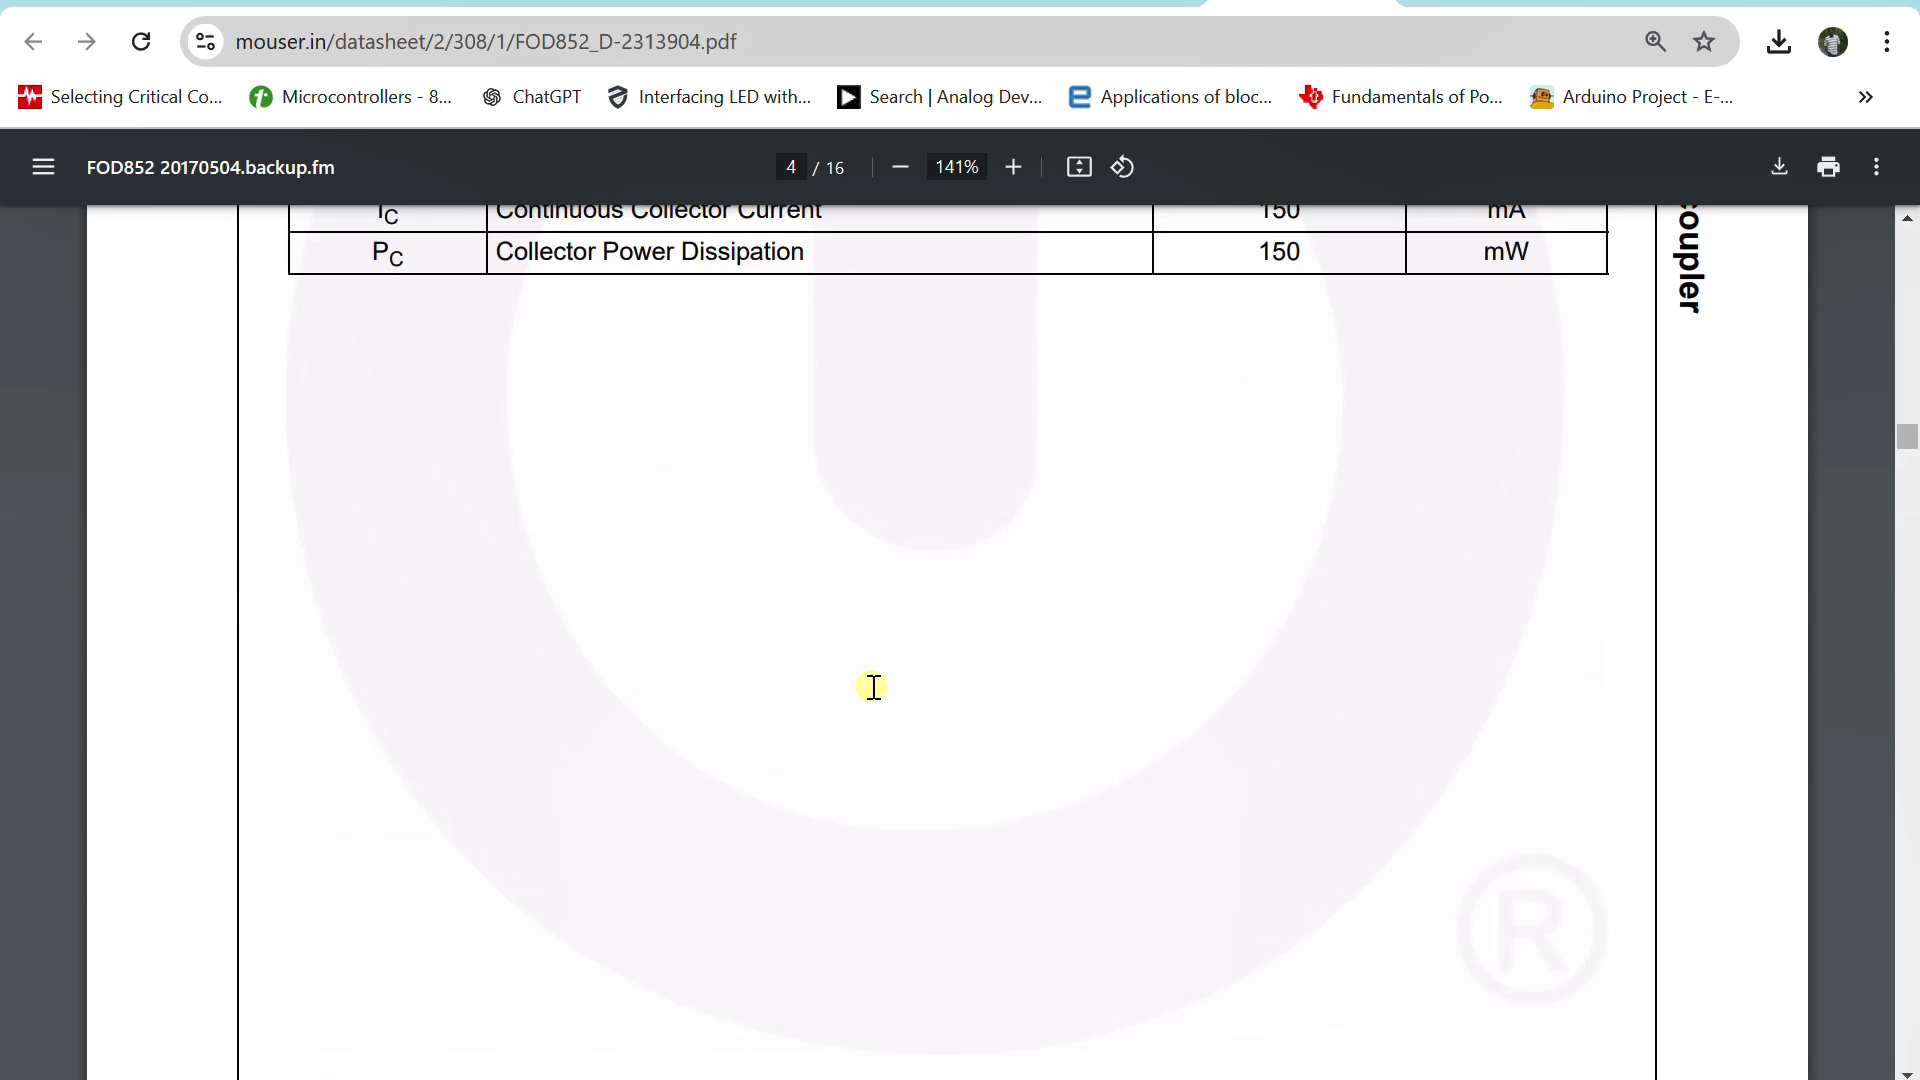 mouser.in/datasheet/2/308/1/FOD852_D-2313904.pdf
Selecting Critical Co... Microcontrollers - 8... ChatGPT Interfacing LED with... Search | Analog Dev... Applications of bloc... Fundamentals of Po... Arduino Project - E-... »
FOD852 20170504.backup.fm 4 / 16 141%
IC Continuous Collector Current 150 mA
PC Collector Power Dissipation 150 mW
coupler
®